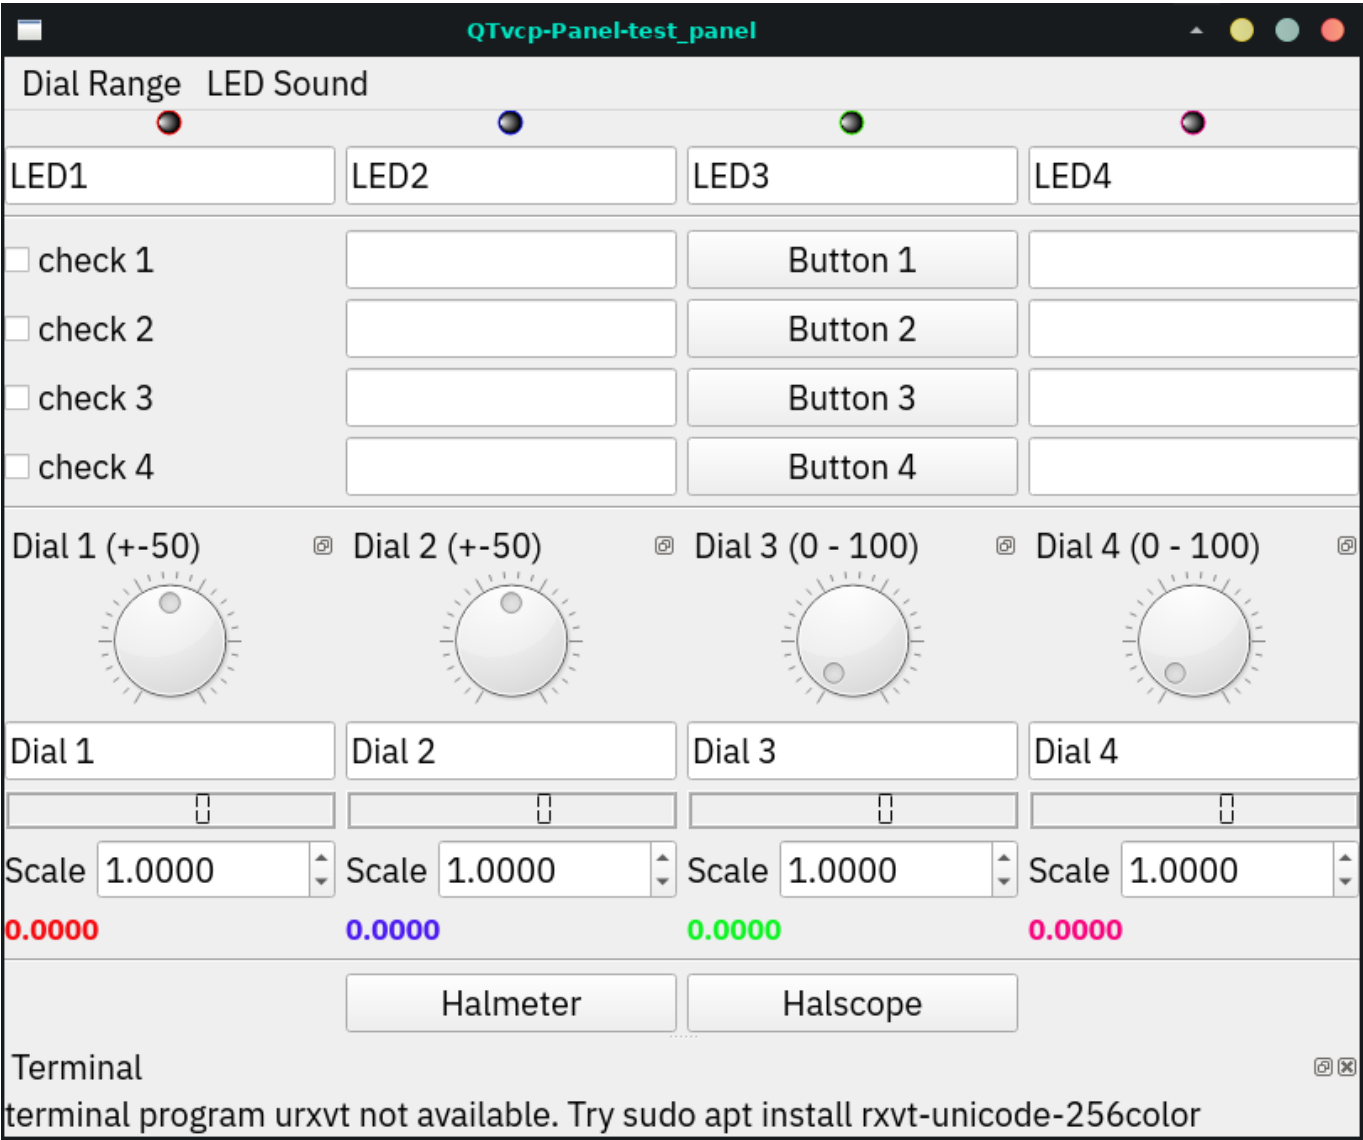 QTvcp-Panel-test_panel
Dial Range LED Sound
LED1 LED2 LED3 LED4
check 1 Button 1
check 2 Button 2
check 3 Button 3
check 4 Button 4
Dial 1 (+-50) Dial 2 (+-50) Dial 3 (0 - 100) Dial 4 (0 - 100)
Dial 1 Dial 2 Dial 3 Dial 4
0 0 0 0
Scale 1.0000 Scale 1.0000 Scale 1.0000 Scale 1.0000
0.0000 0.0000 0.0000 0.0000
Halmeter Halscope
Terminal
terminal program urxvt not available. Try sudo apt install rxvt-unicode-256color